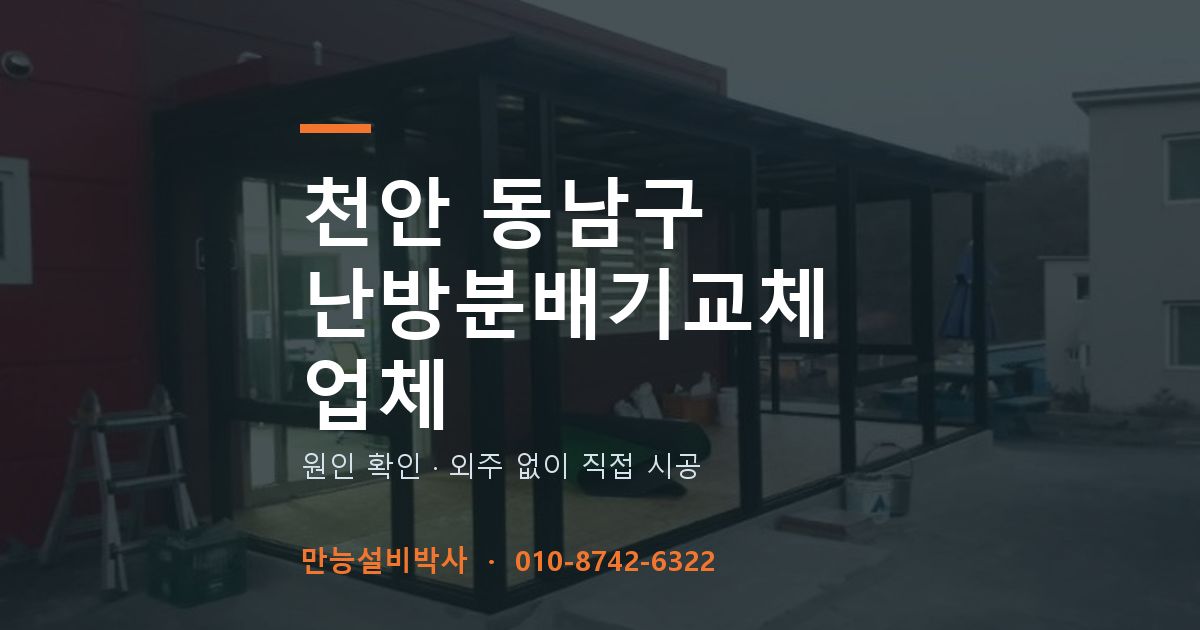 천안 동남구
난방분배기교체
업체
원인 확인 · 외주 없이 직접 시공
만능설비박사 · 010-8742-6322